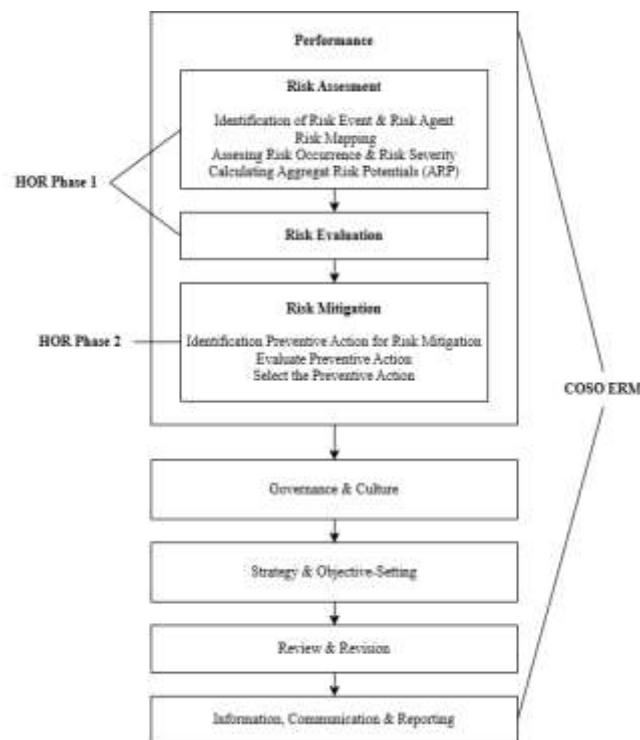 Performance
Risk Assesment
Identification of Risk Event & Risk Agent
Risk Mapping
Assesing Risk Occurrence & Risk Severity
Calculating Aggregat Risk Potentials (ARP)
HOR Phase 1
Risk Evaluation
Risk Mitigation
HOR Phase 2
Identification Preventive Action for Risk Mitigation
Evaluate Preventive Action
Select the Preventive Action
COSO ERM
Governance & Culture
Strategy & Objective-Setting
Review & Revision
Information, Communication & Reporting